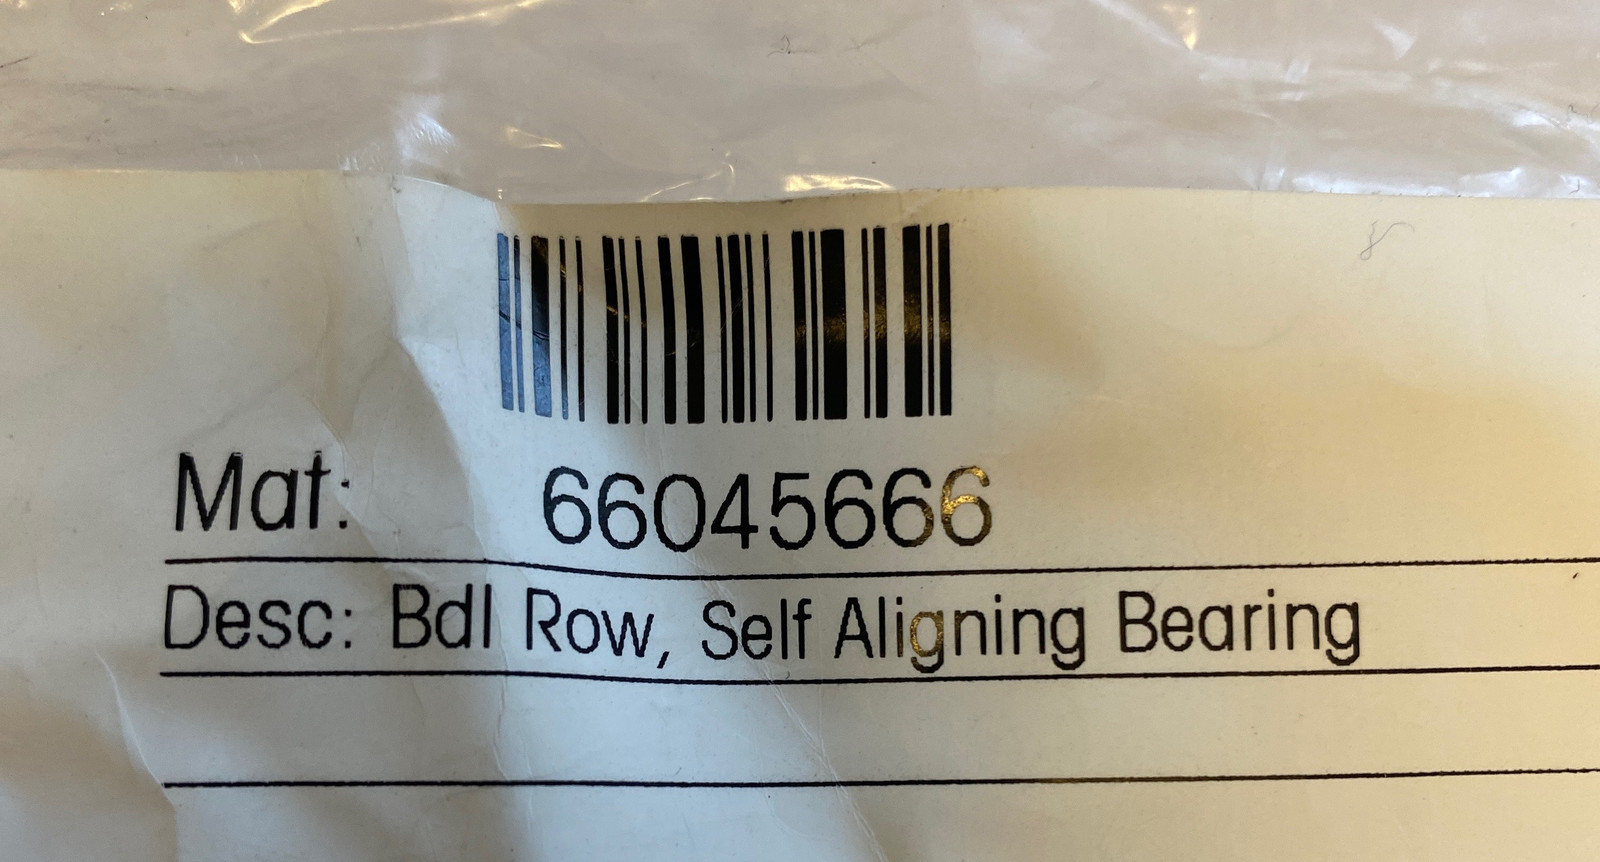 Mat: 66045666
Desc: Bdl Row, Self Aligning Bearing